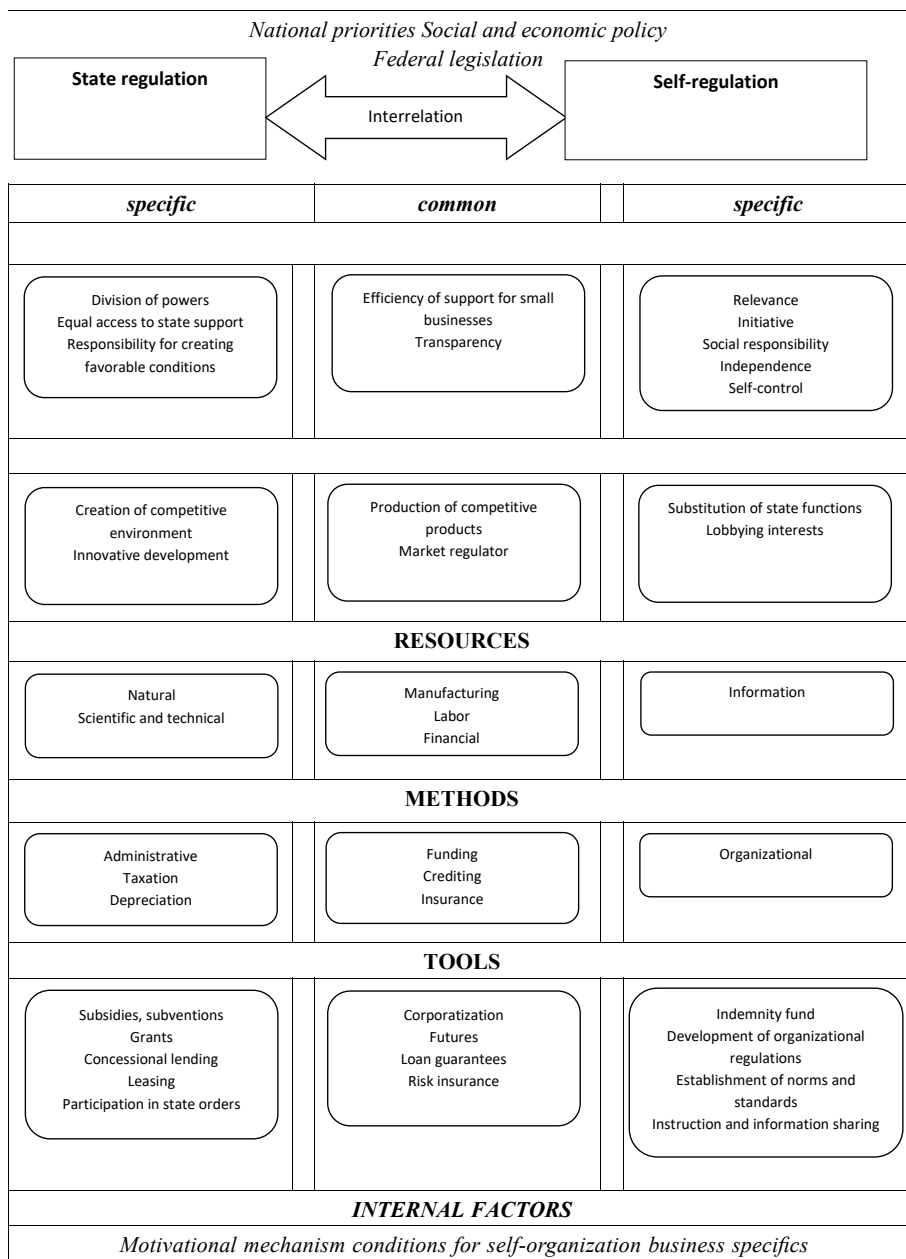 National priorities Social and economic policy
Federal legislation
State regulation
Interrelation
Self-regulation
specific
common
specific
Division of powers
Equal access to state support
Responsibility for creating
favorable conditions
Efficiency of support for small
businesses
Transparency
Relevance
Initiative
Social responsibility
Independence
Self-control
Creation of competitive
environment
Innovative development
Production of competitive
products
Market regulator
Substitution of state functions
Lobbying interests
RESOURCES
Natural
Scientific and technical
Manufacturing
Labor
Financial
Information
METHODS
Administrative
Taxation
Depreciation
Funding
Crediting
Insurance
Organizational
TOOLS
Subsidies, subventions
Grants
Concessional lending
Leasing
Participation in state orders
Corporatization
Futures
Loan guarantees
Risk insurance
Indemnity fund
Development of organizational
regulations
Establishment of norms and
standards
Instruction and information sharing
INTERNAL FACTORS
Motivational mechanism conditions for self-organization business specifics